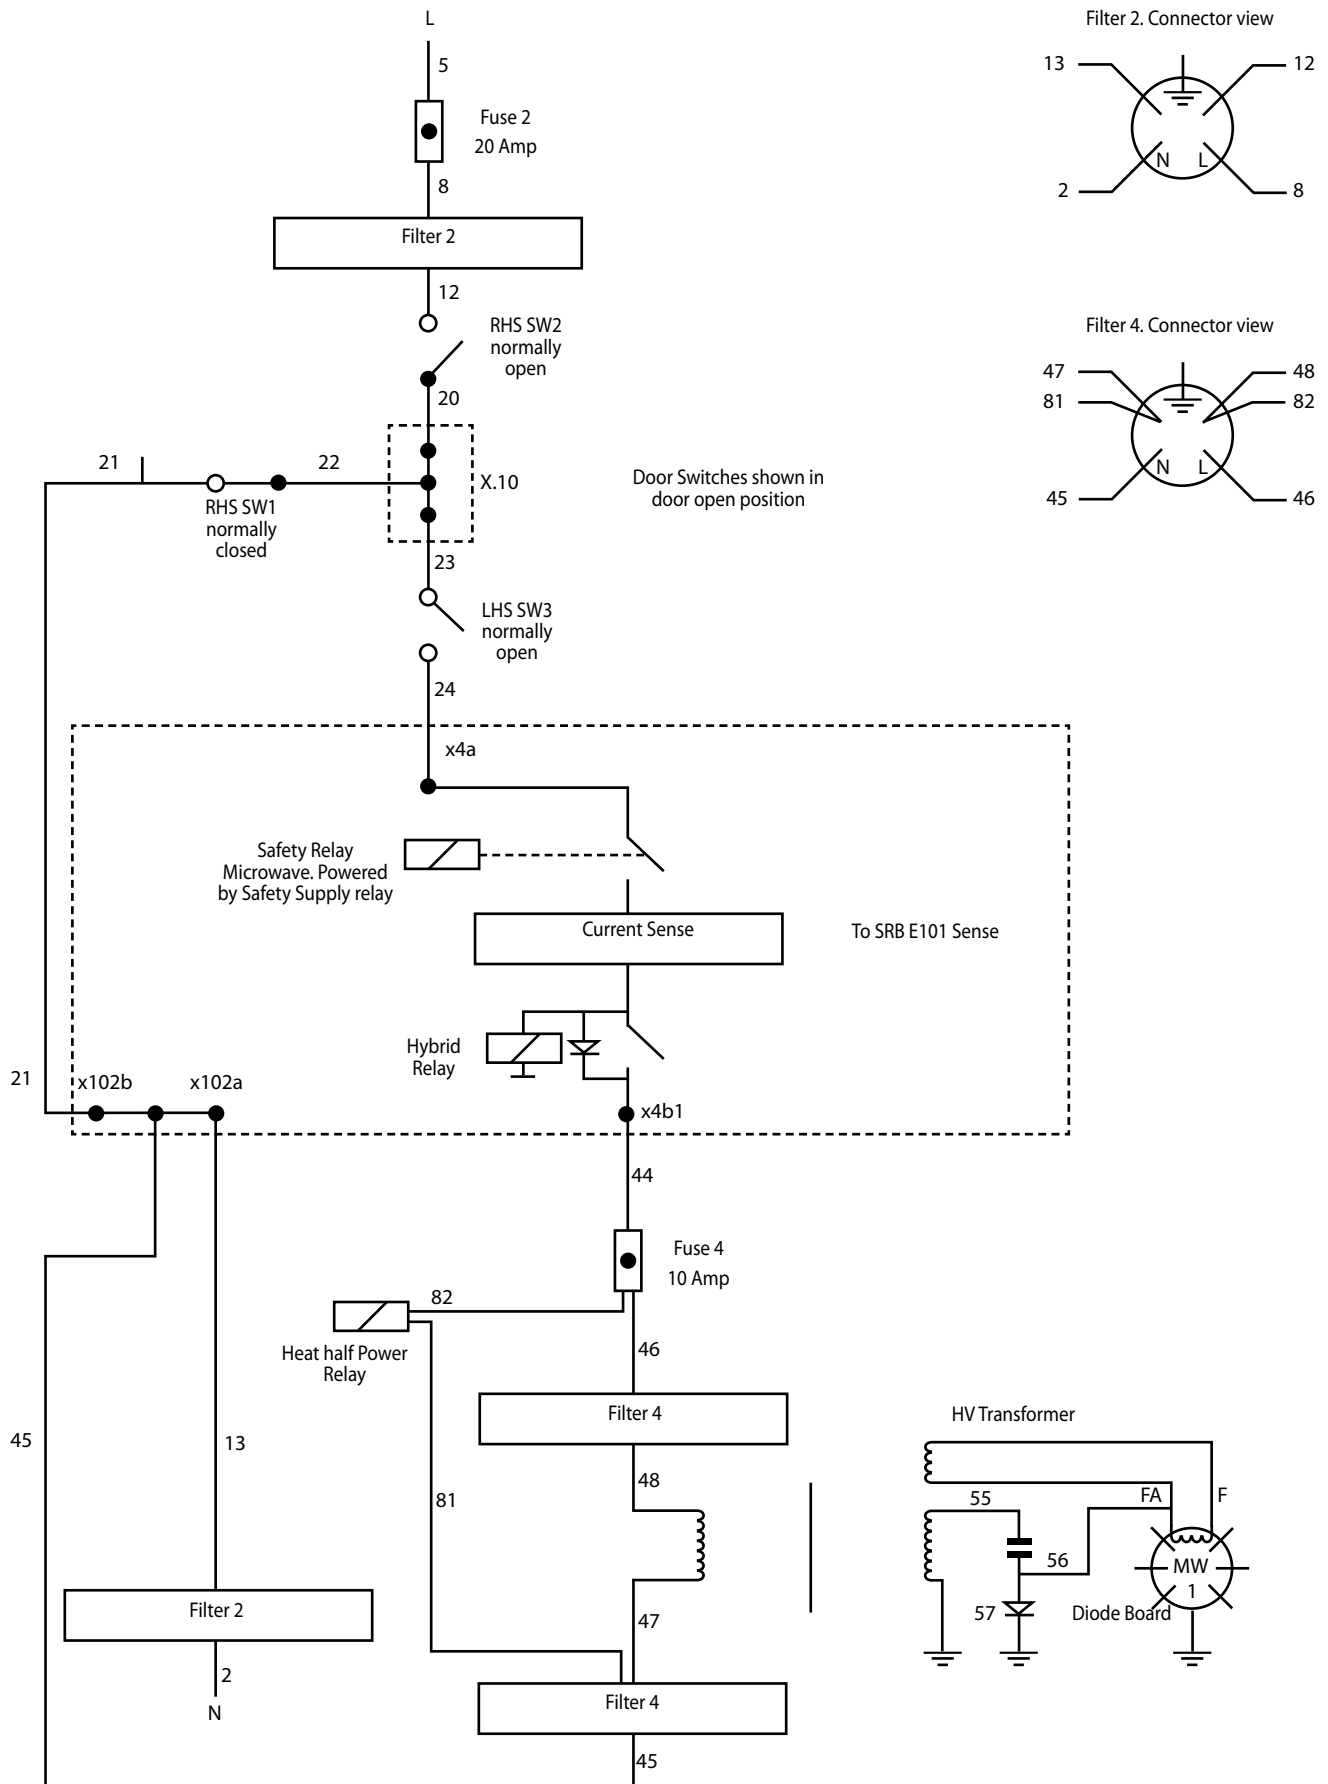 L
Filter 2. Connector view
5
13
12
Fuse 2
20 Amp
N
L
8
2
8
Filter 2
12
RHS SW2
normally
open
Filter 4. Connector view
47
48
81
82
20
N
L
45
46
21
22
X.10
Door Switches shown in
door open position
RHS SW1
normally
closed
23
LHS SW3
normally
open
24
x4a
Safety Relay
Microwave. Powered
by Safety Supply relay
Current Sense
To SRB E101 Sense
Hybrid
Relay
21
x102b
x102a
x4b1
44
Fuse 4
10 Amp
82
Heat half Power
Relay
46
Filter 4
HV Transformer
45
13
48
81
55
FA
F
56
MW
1
57
Diode Board
Filter 2
47
2
N
Filter 4
45